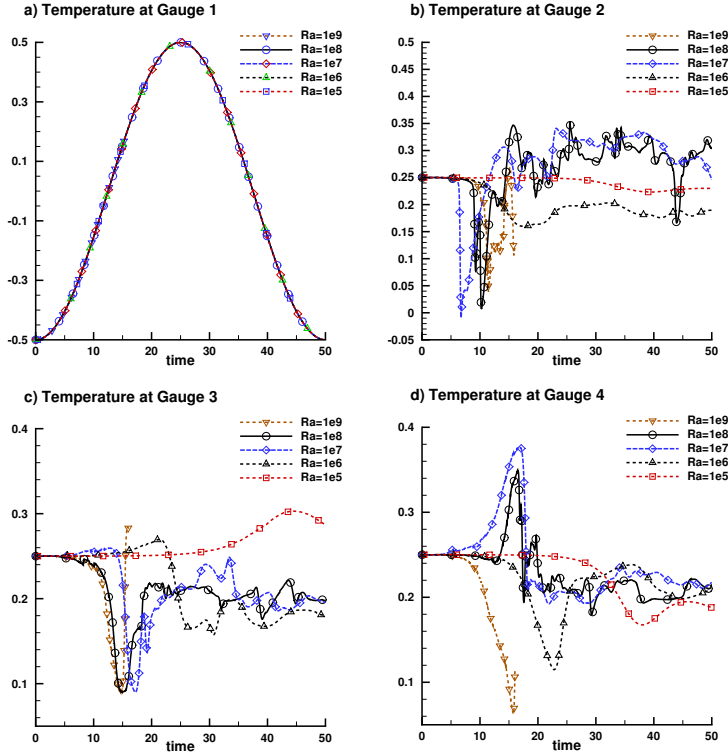 a) Temperature at Gauge 1
Ra=1e9
Ra=1e8
Ra=1e7
Ra=1e6
Ra=1e5
0.5
0.3
0.1
-0.1
-0.3
-0.5
0 10 20 30 40 50
time
b) Temperature at Gauge 2
Ra=1e9
Ra=1e8
Ra=1e7
Ra=1e6
Ra=1e5
0.5
0.45
0.4
0.35
0.3
0.25
0.2
0.15
0.1
0.05
0
-0.05
0 10 20 30 40 50
time
c) Temperature at Gauge 3
Ra=1e9
Ra=1e8
Ra=1e7
Ra=1e6
Ra=1e5
0.4
0.3
0.2
0.1
0 10 20 30 40 50
time
d) Temperature at Gauge 4
Ra=1e9
Ra=1e8
Ra=1e7
Ra=1e6
Ra=1e5
0.4
0.3
0.2
0.1
0 10 20 30 40 50
time